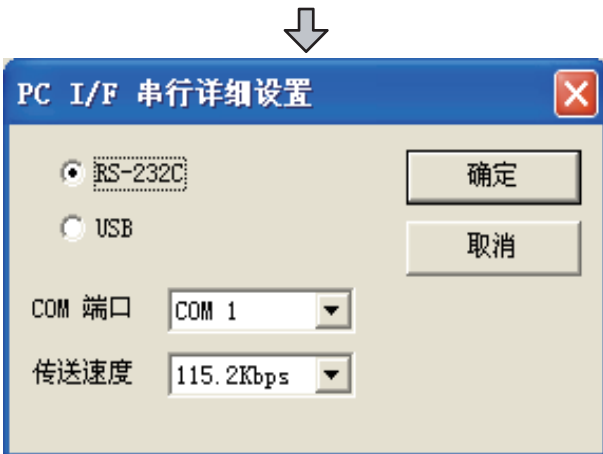 PC I/F 串行详细设置
RS-232C
确定
USB
取消
COM 端口 COM 1
传送速度 115.2Kbps